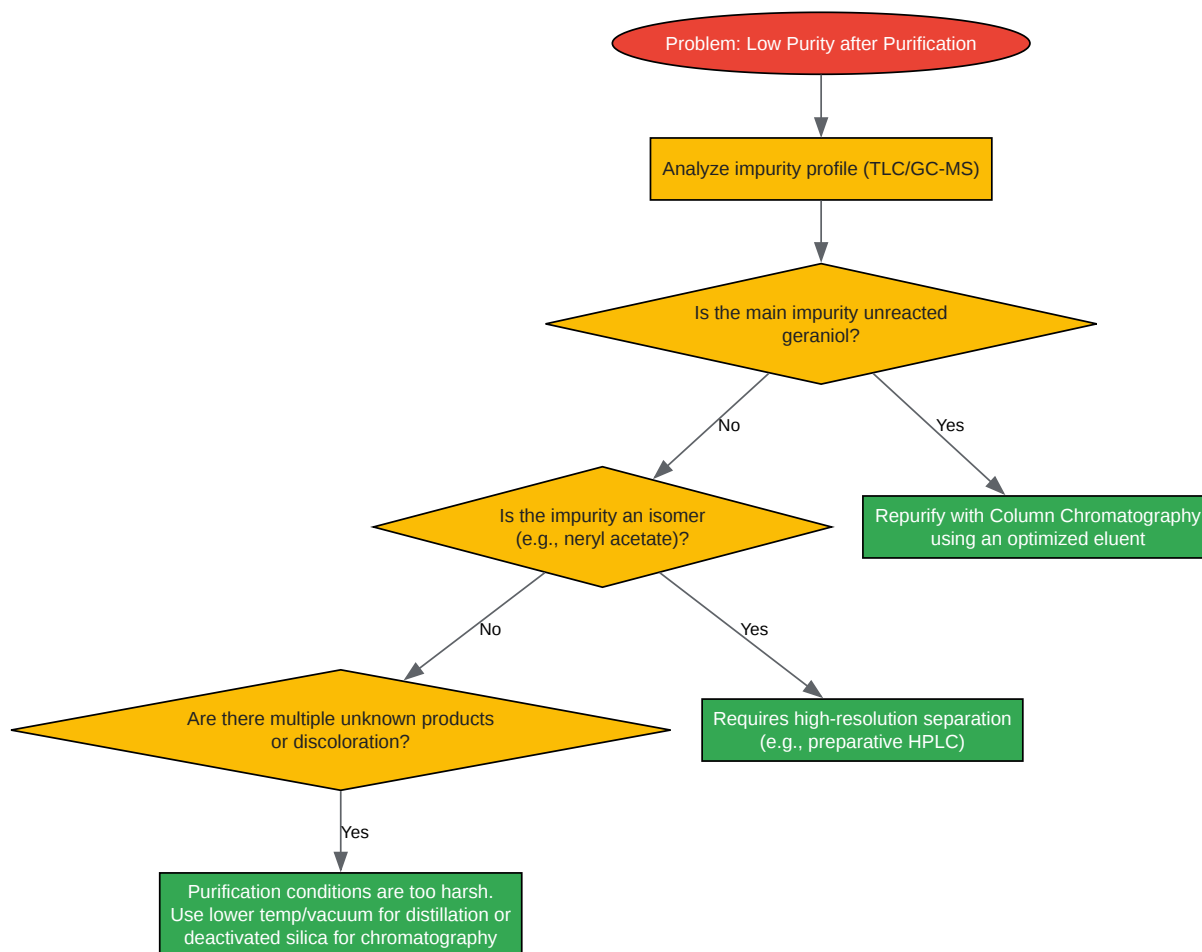 Problem: Low Purity after Purification
Analyze impurity profile (TLC/GC-MS)
Is the main impurity unreacted
geraniol?
No
Yes
Is the impurity an isomer
(e.g., neryl acetate)?
Repurify with Column Chromatography
using an optimized eluent
No
Yes
Are there multiple unknown products
or discoloration?
Requires high-resolution separation
(e.g., preparative HPLC)
Yes
Purification conditions are too harsh.
Use lower temp/vacuum for distillation or
deactivated silica for chromatography